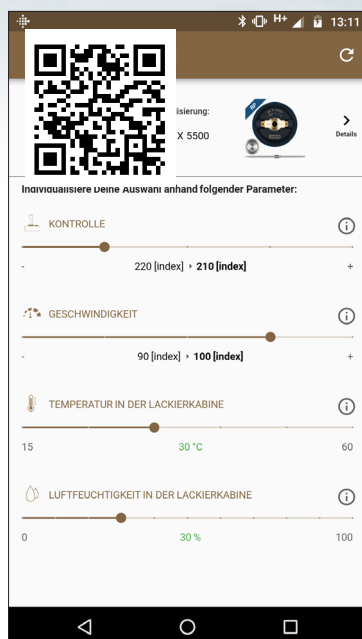 H+ 13:11
isierung:
X 5500
Details
Individualisiere Deine Auswahl anhand folgender Parameter:
KONTROLLE
- 220 [index] ‣ 210 [index] +
GESCHWINDIGKEIT
- 90 [index] ‣ 100 [index] +
TEMPERATUR IN DER LACKIERKABINE
15 30 °C 60
LUFTFEUCHTIGKEIT IN DER LACKIERKABINE
0 30 % 100